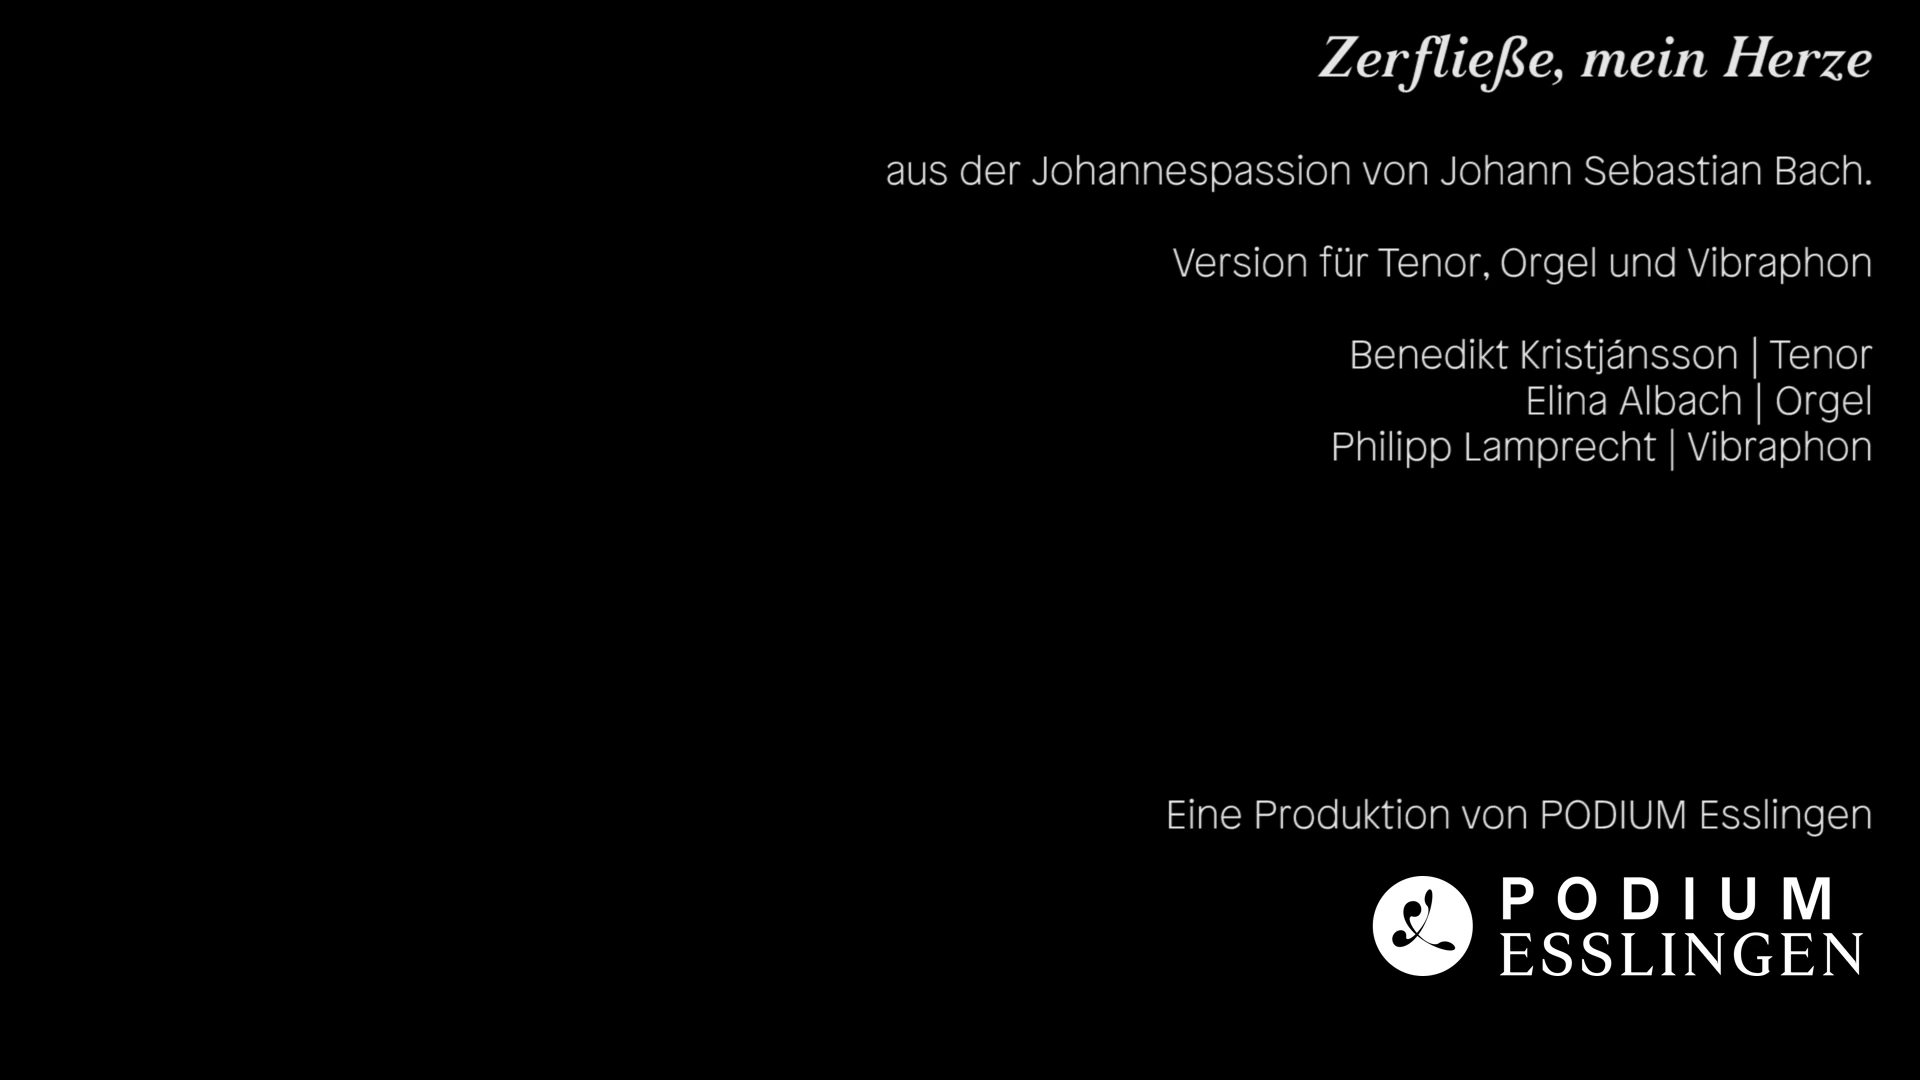 Zerfließe, mein Herze
aus der Johannespassion von Johann Sebastian Bach.
Version für Tenor, Orgel und Vibraphon
Benedikt Kristjánsson | Tenor
Elina Albach | Orgel
Philipp Lamprecht | Vibraphon
Eine Produktion von PODIUM Esslingen
PODIUM
ESSLINGEN